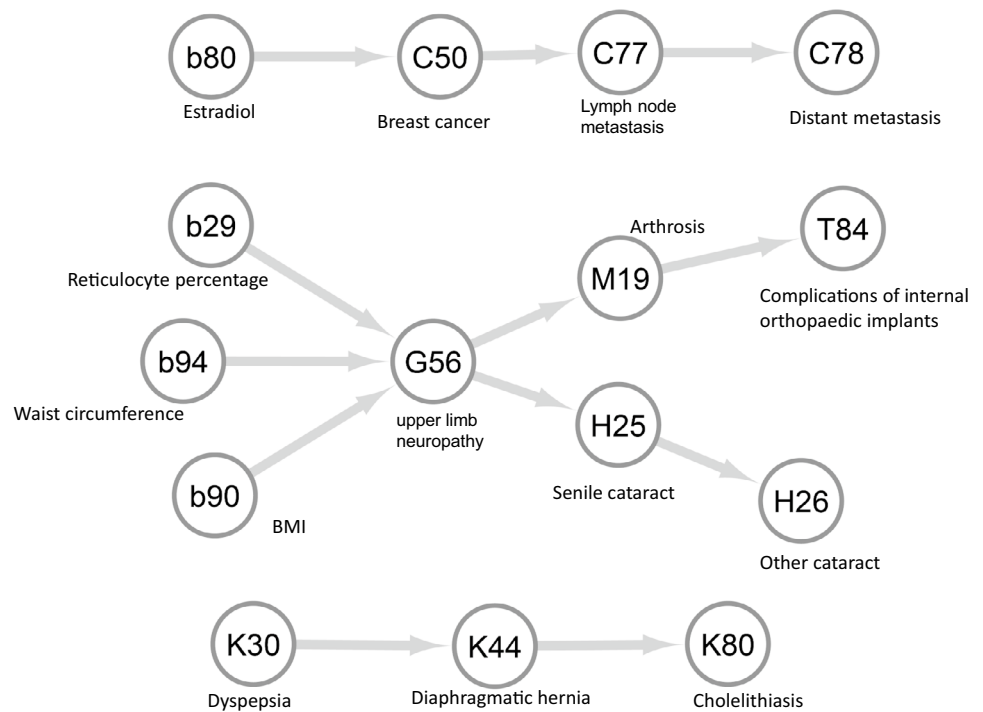 b80
C50
C77
C78
Estradiol
Breast cancer
Lymph node
metastasis
Distant metastasis
b29
Reticulocyte percentage
b94
Waist circumference
b90
BMI
G56
upper limb
neuropathy
Arthrosis
M19
T84
Complications of internal
orthopaedic implants
H25
Senile cataract
H26
Other cataract
K30
K44
K80
Dyspepsia
Diaphragmatic hernia
Cholelithiasis